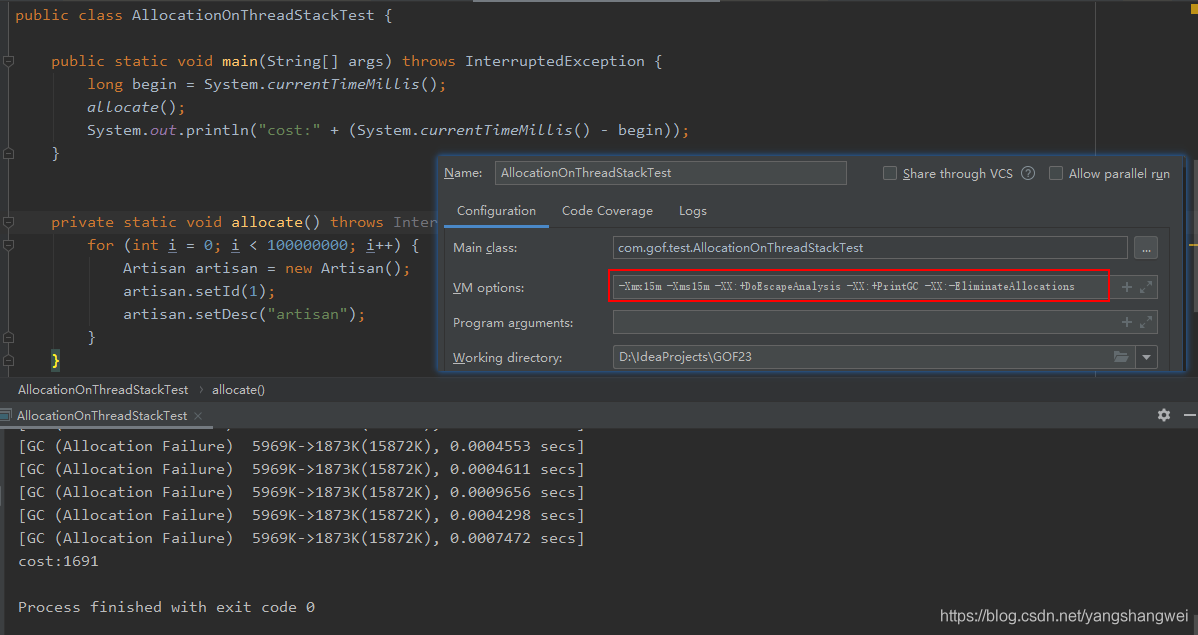 public class AllocationOnThreadStackTest {
public static void main(String[] args) throws InterruptedException {
long begin = System.currentTimeMillis();
allocate();
System.out.println("cost:" + (System.currentTimeMillis() - begin));
}
private static void allocate() throws Inter
for (int i = 0; i < 100000000; i++) {
Artisan artisan = new Artisan();
artisan.setId(1);
artisan.setDesc("artisan");
}
}
Name: AllocationOnThreadStackTest Share through VCS ? Allow parallel run
Configuration Code Coverage Logs
Main class: com.gof.test.AllocationOnThreadStackTest ...
VM options: -Xmx15m -Xms15m -XX:+DoEscapeAnalysis -XX:+PrintGC -XX:-EliminateAllocations
Program arguments:
Working directory: D:\IdeaProjects\GOF23
AllocationOnThreadStackTest › allocate()
AllocationOnThreadStackTest ×
[GC (Allocation Failure)  5969K->1873K(15872K), 0.0004553 secs]
[GC (Allocation Failure)  5969K->1873K(15872K), 0.0004611 secs]
[GC (Allocation Failure)  5969K->1873K(15872K), 0.0009656 secs]
[GC (Allocation Failure)  5969K->1873K(15872K), 0.0004298 secs]
[GC (Allocation Failure)  5969K->1873K(15872K), 0.0007472 secs]
cost:1691
Process finished with exit code 0
https://blog.csdn.net/yangshangwei